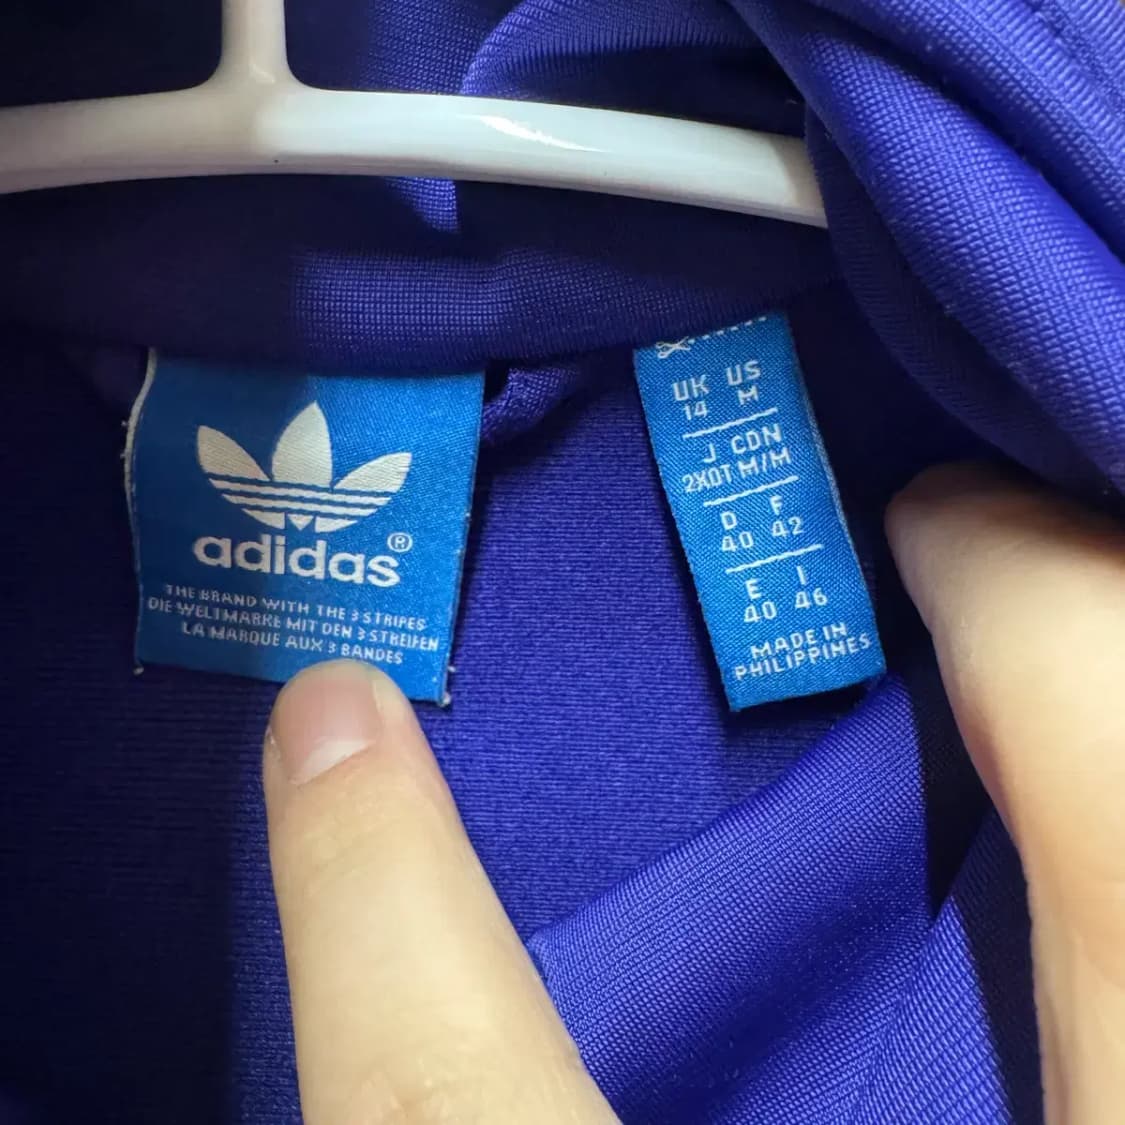 adidas®
THE BRAND WITH THE 3 STRIPES
DIE WELTMARKE MIT DEN 3 STREIFEN
LA MARQUE AUX 3 BANDES
UK US
14 M
J CDN
2XOT M/M
D F
40 42
E I
40 46
MADE IN
PHILIPPINES